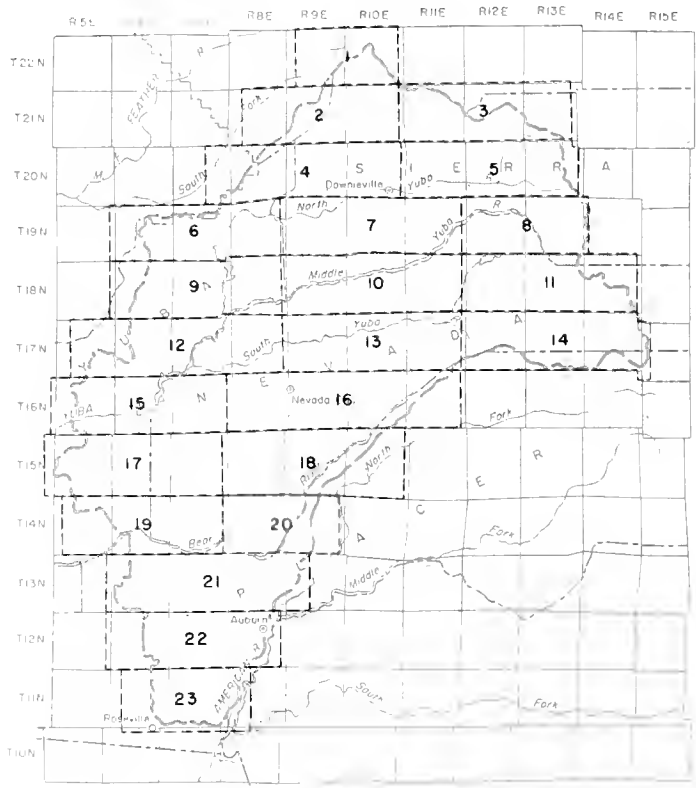 R5E R8E R9E R10E R11E R12E R13E R14E R15E
T22N
1
FEATHER
Fork
T21N
2
3
M F
South
T20N
4
S I E R R A
5
Downieville
Yuba
T19N
6
North
7
Yuba
R
8
T18N
9
Middle
10
11
T17N
12
South
Yuba
13
14
Y U B A
N E V A D A
T16N
15
Nevada
16
Fork
YUBA
T15N
17
18
River
North
T14N
19
Bear
20
Fork
P L A C E R
T13N
21
Middle
T12N
22
Auburn
AMERICAN R
T11N
23
South
Fork
Roseville
T10N